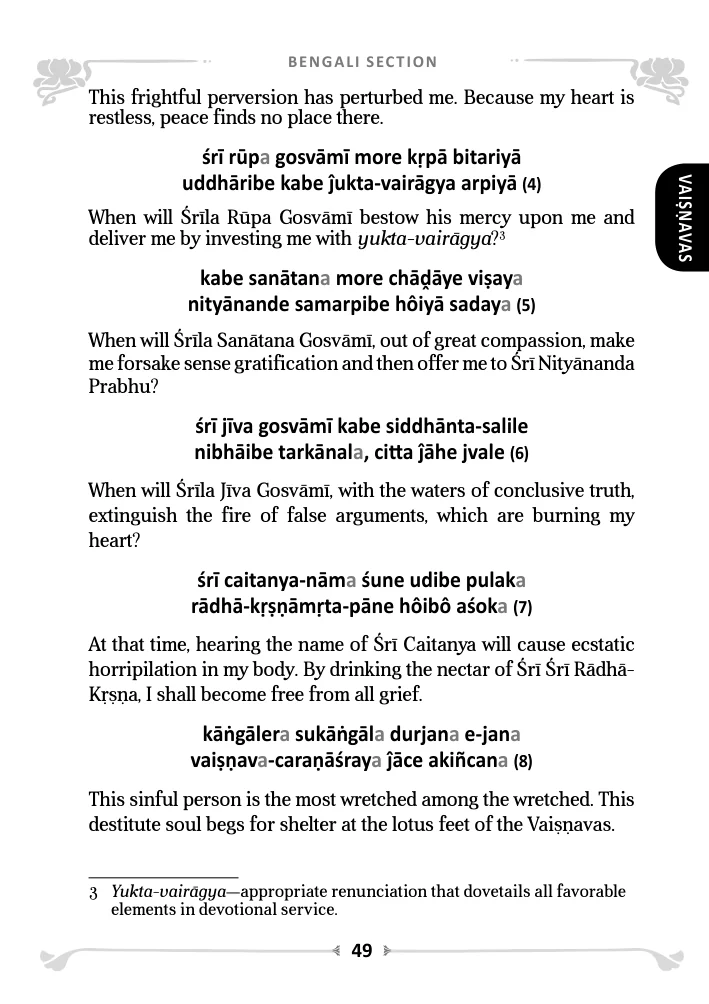 BENGALI SECTION
This frightful perversion has perturbed me. Because my heart is
restless, peace finds no place there.
śrī rūpa gosvāmī more kṛpā bitariyā
uddhāribe kabe ĵukta-vairāgya arpiyā (4)
When will Śrīla Rūpa Gosvāmī bestow his mercy upon me and
deliver me by investing me with yukta-vairāgya?³
VAIṢṆAVAS
kabe sanātana more chāḓāye viṣaya
nityānande samarpibe hôiyā sadaya (5)
When will Śrīla Sanātana Gosvāmī, out of great compassion, make
me forsake sense gratification and then offer me to Śrī Nityānanda
Prabhu?
śrī jīva gosvāmī kabe siddhānta-salile
nibhāibe tarkānala, citta ĵāhe jvale (6)
When will Śrīla Jīva Gosvāmī, with the waters of conclusive truth,
extinguish the fire of false arguments, which are burning my
heart?
śrī caitanya-nāma śune udibe pulaka
rādhā-kṛṣṇāmṛta-pāne hôibô aśoka (7)
At that time, hearing the name of Śrī Caitanya will cause ecstatic
horripilation in my body. By drinking the nectar of Śrī Śrī Rādhā-
Kṛṣṇa, I shall become free from all grief.
kāṅgālera sukāṅgāla durjana e-jana
vaiṣṇava-caraṇāśraya ĵāce akiñcana (8)
This sinful person is the most wretched among the wretched. This
destitute soul begs for shelter at the lotus feet of the Vaiṣṇavas.
3 Yukta-vairāgya—appropriate renunciation that dovetails all favorable
elements in devotional service.
49